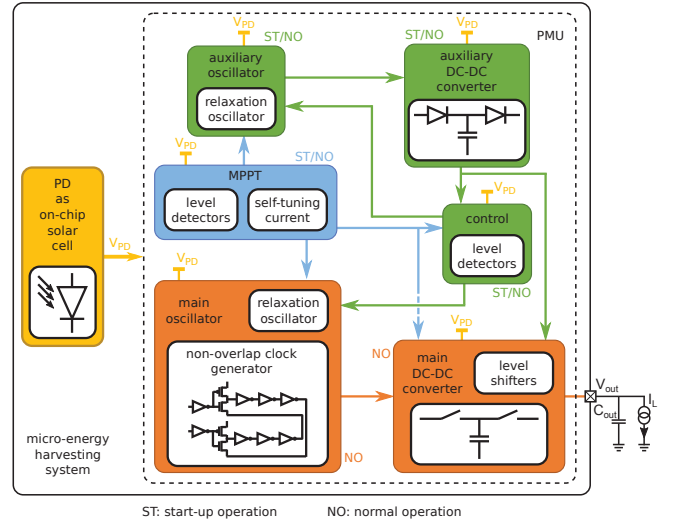 V_PD
ST/NO
auxiliary
oscillator
relaxation
oscillator
V_PD
ST/NO
auxiliary
DC-DC
converter
PMU
V_PD
ST/NO
MPPT
level
detectors
self-tuning
current
PD
as
on-chip
solar
cell
V_PD
V_PD
control
level
detectors
ST/NO
V_PD
main
oscillator
relaxation
oscillator
non-overlap clock
generator
NO
NO
V_PD
main
DC-DC
converter
level
shifters
V_out
C_out
I_L
micro-energy
harvesting
system
ST: start-up operation
NO: normal operation